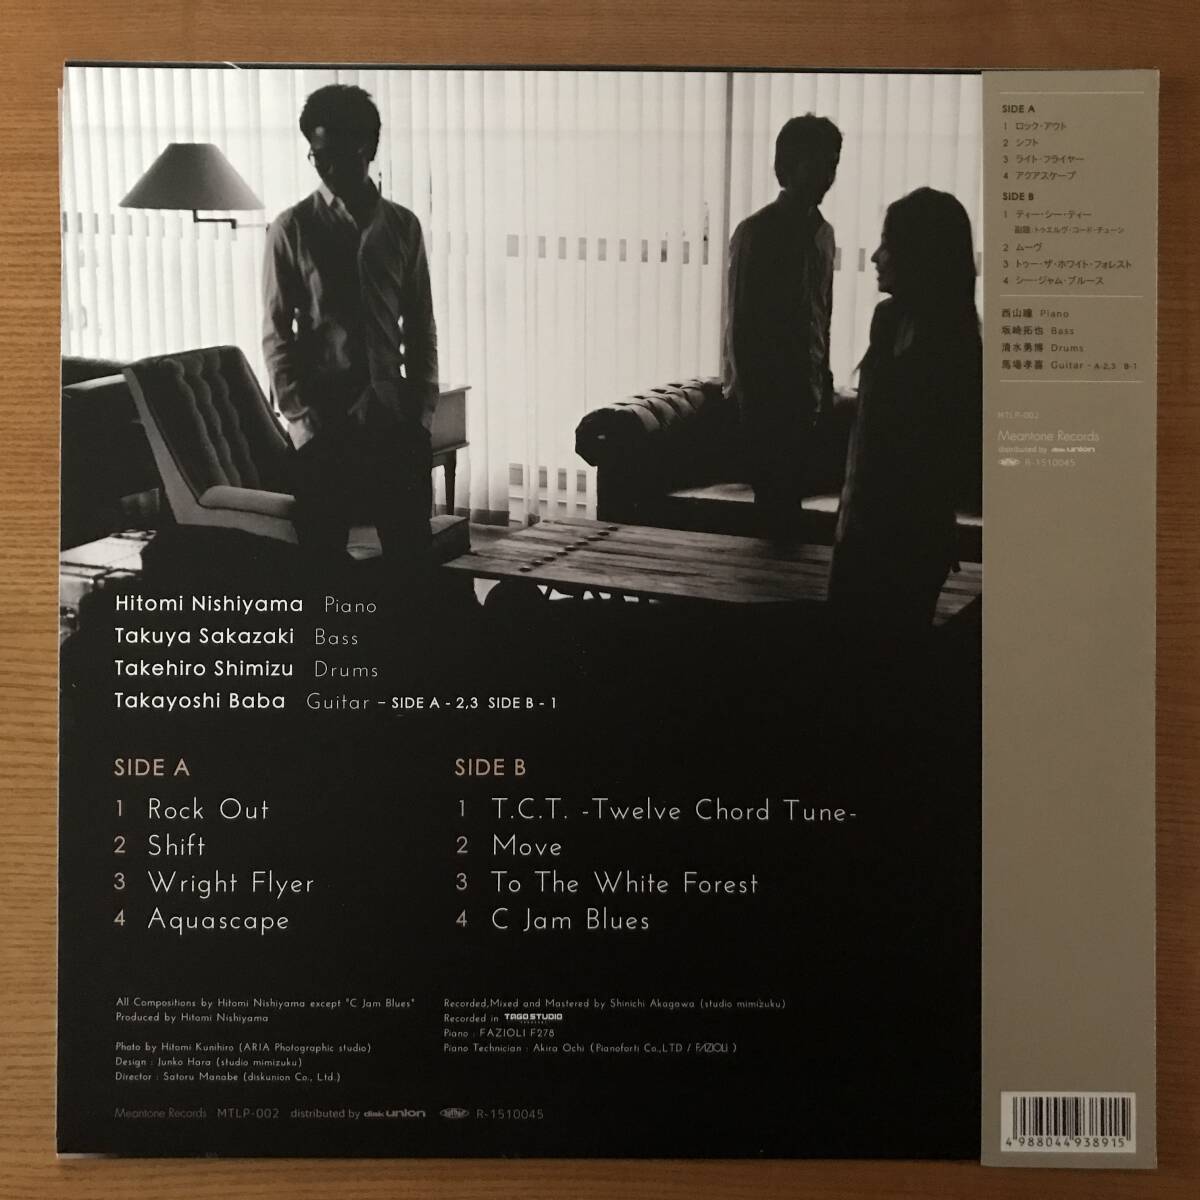 Hitomi Nishiyama Piano
Takuya Sakazaki Bass
Takehiro Shimizu Drums
Takayoshi Baba Guitar – SIDE A - 2,3 SIDE B - 1
SIDE A
1 Rock Out
2 Shift
3 Wright Flyer
4 Aquascape
SIDE B
1 T.C.T. -Twelve Chord Tune-
2 Move
3 To The White Forest
4 C Jam Blues
All Compositions by Hitomi Nishiyama except "C Jam Blues"
Produced by Hitomi Nishiyama
Photo by Hitomi Kunihiro (ARIA Photographic studio)
Design : Junko Hara (studio mimizuku)
Director : Satoru Manabe (diskunion Co., Ltd.)
Recorded,Mixed and Mastered by Shinichi Akagawa (studio mimizuku)
Recorded in TAGO STUDIO
Piano : FAZIOLI F278
Piano Technician : Akira Ochi (Pianoforti Co.,LTD / FAZIOLI )
Meantone Records MTLP-002 distributed by disk union R-1510045
SIDE A
1 ロック・アウト
2 シフト
3 ライト・フライヤー
4 アクアスケープ
SIDE B
1 ティー・シー・ティー
副題：トゥエルヴ・コード・チューン
2 ムーヴ
3 トゥー・ザ・ホワイト・フォレスト
4 シー・ジャム・ブルース
西山瞳 Piano
坂崎拓也 Bass
清水勇博 Drums
馬場孝喜 Guitar - A-2,3 B-1
MTLP-002
Meantone Records
distributed by disk union
R-1510045
4 988044 938915